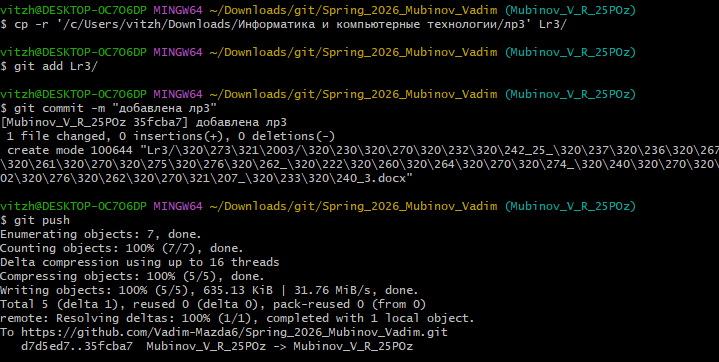 vitzh@DESKTOP-OC7O6DP MINGW64 ~/Downloads/git/Spring_2026_Mubinov_Vadim (Mubinov_V_R_25POz)
$ cp -r '/c/Users/vitzh/Downloads/Информатика и компьютерные технологии/лр3' Lr3/
vitzh@DESKTOP-OC7O6DP MINGW64 ~/Downloads/git/Spring_2026_Mubinov_Vadim (Mubinov_V_R_25POz)
$ git add Lr3/
vitzh@DESKTOP-OC7O6DP MINGW64 ~/Downloads/git/Spring_2026_Mubinov_Vadim (Mubinov_V_R_25POz)
$ git commit -m "добавлена лр3"
[Mubinov_V_R_25POz 35fcba7] добавлена лр3
 1 file changed, 0 insertions(+), 0 deletions(-)
 create mode 100644 "Lr3/\320\273\321\2003/\320\230\320\270\320\232\320\242_25_\320\237\320\236\320\267
\320\261\320\270\320\275\320\276\320\262_\320\222\320\260\320\264\320\270\320\274_\320\240\320\270\320
02\320\276\320\262\320\270\321\207_\320\233\320\240_3.docx"
vitzh@DESKTOP-OC7O6DP MINGW64 ~/Downloads/git/Spring_2026_Mubinov_Vadim (Mubinov_V_R_25POz)
$ git push
Enumerating objects: 7, done.
Counting objects: 100% (7/7), done.
Delta compression using up to 16 threads
Compressing objects: 100% (5/5), done.
Writing objects: 100% (5/5), 635.13 KiB | 31.76 MiB/s, done.
Total 5 (delta 1), reused 0 (delta 0), pack-reused 0 (from 0)
remote: Resolving deltas: 100% (1/1), completed with 1 local object.
To https://github.com/Vadim-Mazda6/Spring_2026_Mubinov_Vadim.git
   d7d5ed7..35fcba7  Mubinov_V_R_25POz -> Mubinov_V_R_25POz